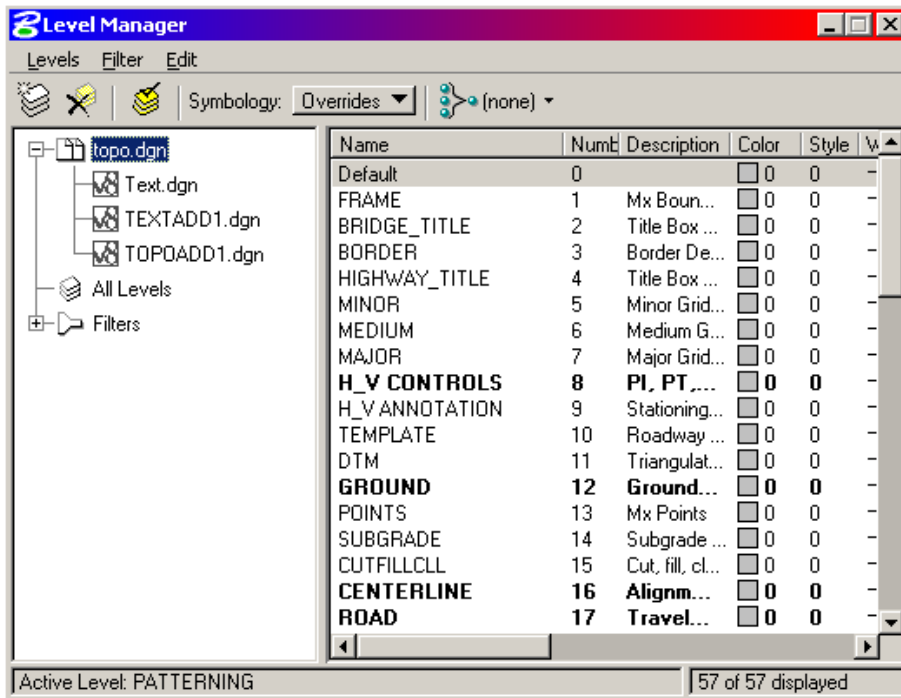 Level Manager
Levels Filter Edit
Symbology: Overrides (none)
topo.dgn
Text.dgn
TEXTADD1.dgn
TOPOADD1.dgn
All Levels
Filters
Name Numb Description Color Style
Default 0 0 0
FRAME 1 Mx Boun... 0 0
BRIDGE_TITLE 2 Title Box ... 0 0
BORDER 3 Border De... 0 0
HIGHWAY_TITLE 4 Title Box ... 0 0
MINOR 5 Minor Grid... 0 0
MEDIUM 6 Medium G... 0 0
MAJOR 7 Major Grid... 0 0
H_V CONTROLS 8 PI, PT,... 0 0
H_V ANNOTATION 9 Stationing... 0 0
TEMPLATE 10 Roadway ... 0 0
DTM 11 Triangulat... 0 0
GROUND 12 Ground... 0 0
POINTS 13 Mx Points 0 0
SUBGRADE 14 Subgrade ... 0 0
CUTFILLCLL 15 Cut, fill, cl... 0 0
CENTERLINE 16 Alignm... 0 0
ROAD 17 Travel... 0 0
Active Level: PATTERNING
57 of 57 displayed